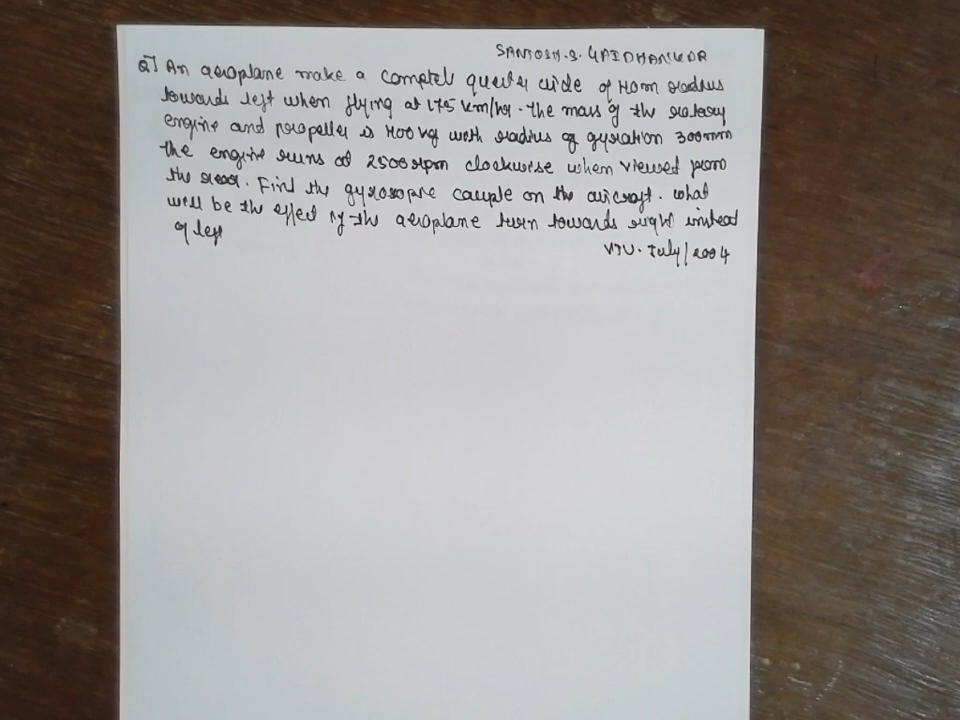 SANTOSH.S. GAIDHANKAR
Q] An aeroplane make a complet quater circle of 40m radius
towards left when flying at 175 km/hr. the mass of the rotary
engine and propeller is 400 kg with radius of gyration 300mm
the engine runs at 2500 rpm clockwise when viewed from
the rear. Find the gyroscopic couple on the aircraft. what
will be the effect if the aeroplane turn towards right instead
of left
VTU. July/2004